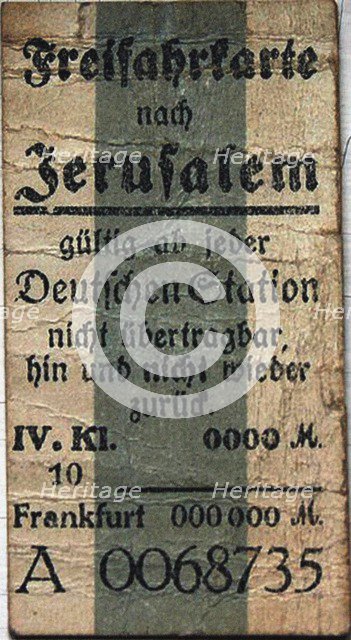 Freifahrkarte
nach
Jerusalem
gültig ab jeder
Deutschen Station
nicht übertragbar,
hin und nicht wieder
zurück.
IV. Kl. 0000 M.
10
Frankfurt 000 000 M.
A 0068735